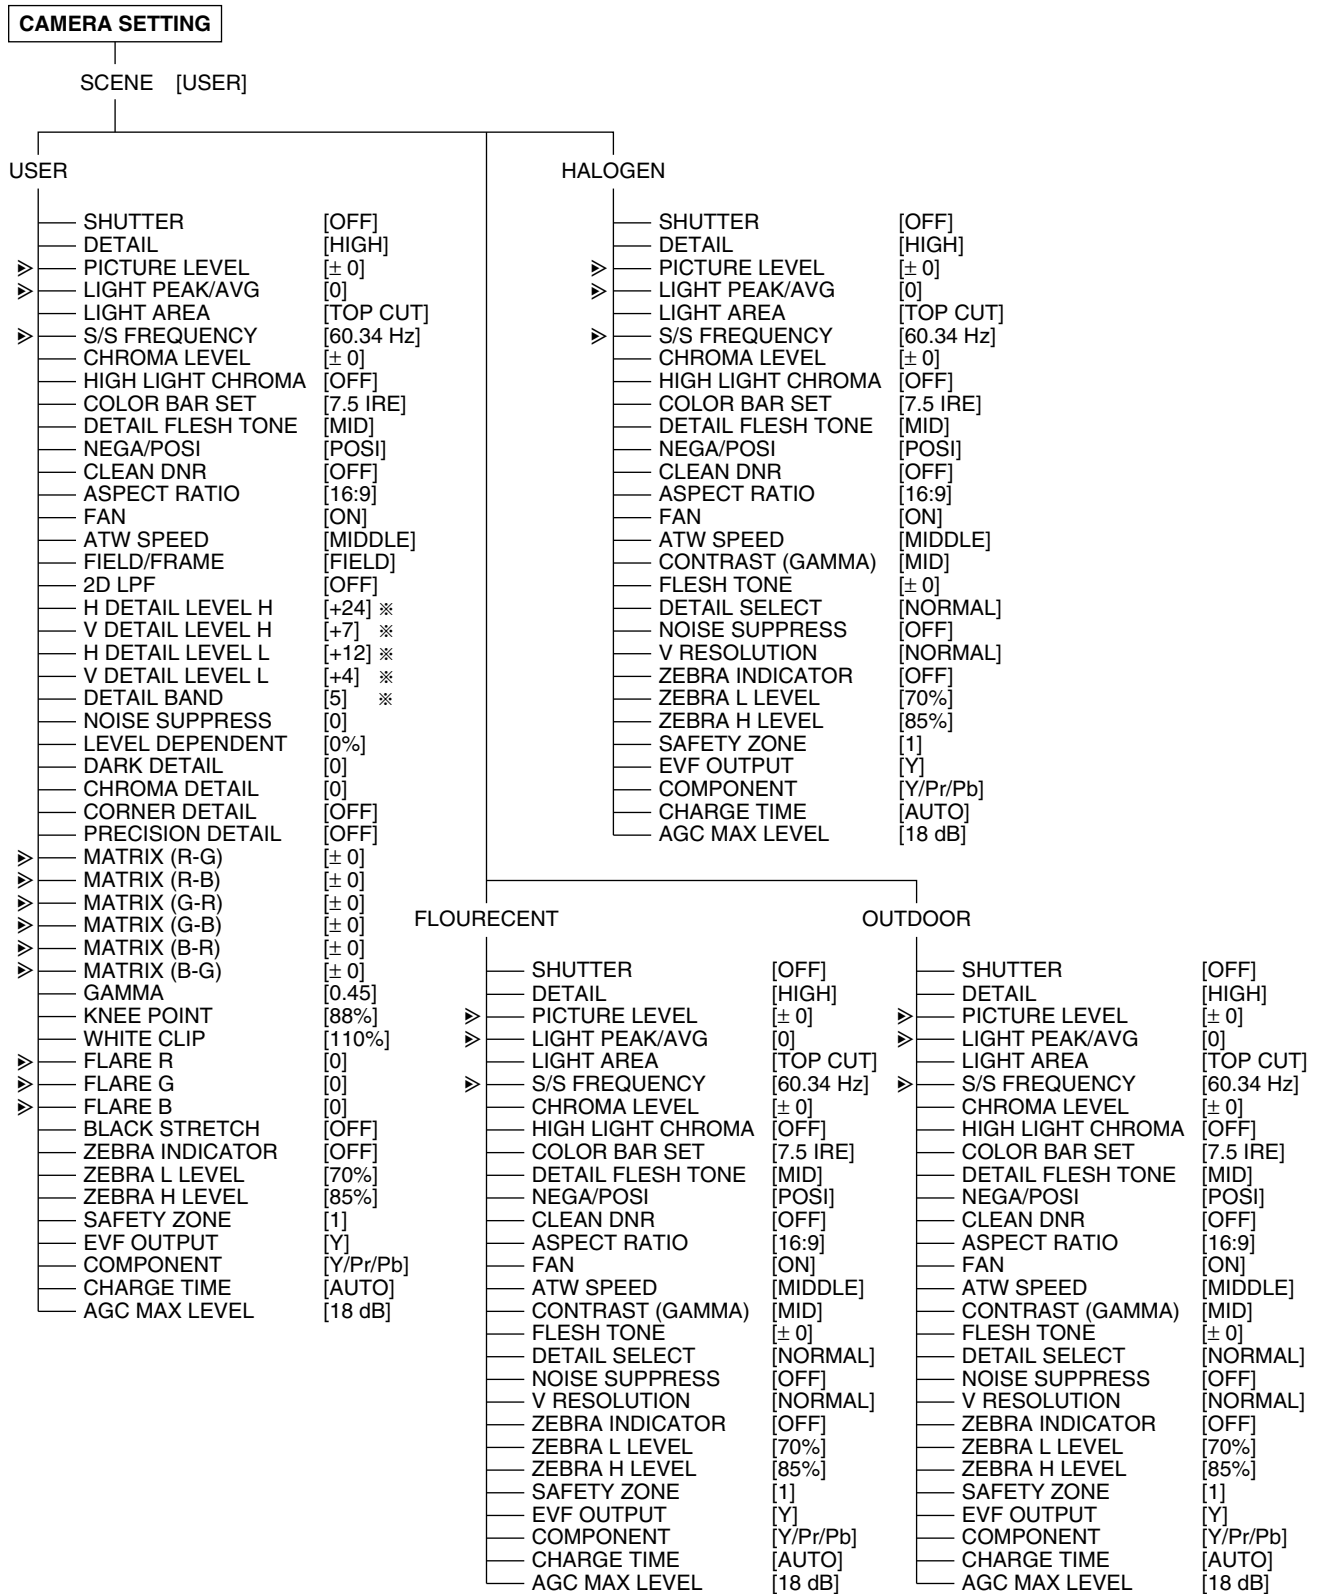 CAMERA SETTING
SCENE [USER]
USER
SHUTTER [OFF]
DETAIL [HIGH]
PICTURE LEVEL [± 0]
LIGHT PEAK/AVG [0]
LIGHT AREA [TOP CUT]
S/S FREQUENCY [60.34 Hz]
CHROMA LEVEL [± 0]
HIGH LIGHT CHROMA [OFF]
COLOR BAR SET [7.5 IRE]
DETAIL FLESH TONE [MID]
NEGA/POSI [POSI]
CLEAN DNR [OFF]
ASPECT RATIO [16:9]
FAN [ON]
ATW SPEED [MIDDLE]
FIELD/FRAME [FIELD]
2D LPF [OFF]
H DETAIL LEVEL H [+24] ※
V DETAIL LEVEL H [+7] ※
H DETAIL LEVEL L [+12] ※
V DETAIL LEVEL L [+4] ※
DETAIL BAND [5] ※
NOISE SUPPRESS [0]
LEVEL DEPENDENT [0%]
DARK DETAIL [0]
CHROMA DETAIL [0]
CORNER DETAIL [OFF]
PRECISION DETAIL [OFF]
MATRIX (R-G) [± 0]
MATRIX (R-B) [± 0]
MATRIX (G-R) [± 0]
MATRIX (G-B) [± 0]
MATRIX (B-R) [± 0]
MATRIX (B-G) [± 0]
GAMMA [0.45]
KNEE POINT [88%]
WHITE CLIP [110%]
FLARE R [0]
FLARE G [0]
FLARE B [0]
BLACK STRETCH [OFF]
ZEBRA INDICATOR [OFF]
ZEBRA L LEVEL [70%]
ZEBRA H LEVEL [85%]
SAFETY ZONE [1]
EVF OUTPUT [Y]
COMPONENT [Y/Pr/Pb]
CHARGE TIME [AUTO]
AGC MAX LEVEL [18 dB]
HALOGEN
SHUTTER [OFF]
DETAIL [HIGH]
PICTURE LEVEL [± 0]
LIGHT PEAK/AVG [0]
LIGHT AREA [TOP CUT]
S/S FREQUENCY [60.34 Hz]
CHROMA LEVEL [± 0]
HIGH LIGHT CHROMA [OFF]
COLOR BAR SET [7.5 IRE]
DETAIL FLESH TONE [MID]
NEGA/POSI [POSI]
CLEAN DNR [OFF]
ASPECT RATIO [16:9]
FAN [ON]
ATW SPEED [MIDDLE]
CONTRAST (GAMMA) [MID]
FLESH TONE [± 0]
DETAIL SELECT [NORMAL]
NOISE SUPPRESS [OFF]
V RESOLUTION [NORMAL]
ZEBRA INDICATOR [OFF]
ZEBRA L LEVEL [70%]
ZEBRA H LEVEL [85%]
SAFETY ZONE [1]
EVF OUTPUT [Y]
COMPONENT [Y/Pr/Pb]
CHARGE TIME [AUTO]
AGC MAX LEVEL [18 dB]
FLOURECENT
SHUTTER [OFF]
DETAIL [HIGH]
PICTURE LEVEL [± 0]
LIGHT PEAK/AVG [0]
LIGHT AREA [TOP CUT]
S/S FREQUENCY [60.34 Hz]
CHROMA LEVEL [± 0]
HIGH LIGHT CHROMA [OFF]
COLOR BAR SET [7.5 IRE]
DETAIL FLESH TONE [MID]
NEGA/POSI [POSI]
CLEAN DNR [OFF]
ASPECT RATIO [16:9]
FAN [ON]
ATW SPEED [MIDDLE]
CONTRAST (GAMMA) [MID]
FLESH TONE [± 0]
DETAIL SELECT [NORMAL]
NOISE SUPPRESS [OFF]
V RESOLUTION [NORMAL]
ZEBRA INDICATOR [OFF]
ZEBRA L LEVEL [70%]
ZEBRA H LEVEL [85%]
SAFETY ZONE [1]
EVF OUTPUT [Y]
COMPONENT [Y/Pr/Pb]
CHARGE TIME [AUTO]
AGC MAX LEVEL [18 dB]
OUTDOOR
SHUTTER [OFF]
DETAIL [HIGH]
PICTURE LEVEL [± 0]
LIGHT PEAK/AVG [0]
LIGHT AREA [TOP CUT]
S/S FREQUENCY [60.34 Hz]
CHROMA LEVEL [± 0]
HIGH LIGHT CHROMA [OFF]
COLOR BAR SET [7.5 IRE]
DETAIL FLESH TONE [MID]
NEGA/POSI [POSI]
CLEAN DNR [OFF]
ASPECT RATIO [16:9]
FAN [ON]
ATW SPEED [MIDDLE]
CONTRAST (GAMMA) [MID]
FLESH TONE [± 0]
DETAIL SELECT [NORMAL]
NOISE SUPPRESS [OFF]
V RESOLUTION [NORMAL]
ZEBRA INDICATOR [OFF]
ZEBRA L LEVEL [70%]
ZEBRA H LEVEL [85%]
SAFETY ZONE [1]
EVF OUTPUT [Y]
COMPONENT [Y/Pr/Pb]
CHARGE TIME [AUTO]
AGC MAX LEVEL [18 dB]